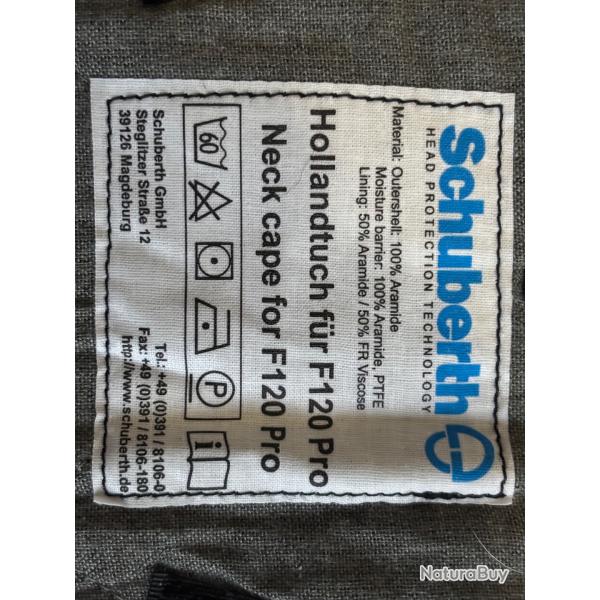 Schuberth
HEAD PROTECTION TECHNOLOGY
Material: Outershell: 100% Aramide
Moisture barrier: 100% Aramide, PTFE
Lining: 50% Aramide / 50% FR Viscose
Hollandtuch für F120 Pro
Neck cape for F120 Pro
60 P i
Schuberth GmbH
Steglitzer Straße 12
39126 Magdeburg
Tel.: +49 (0)391 / 8106-0
Fax: +49 (0)391 / 8106-180
http://www.schuberth.de
NaturaBuy